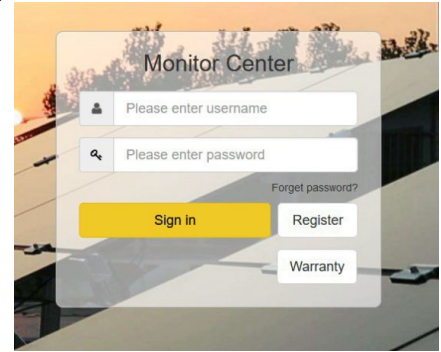 Monitor Center
Please enter username
Please enter password
Forget password?
Sign in
Register
Warranty